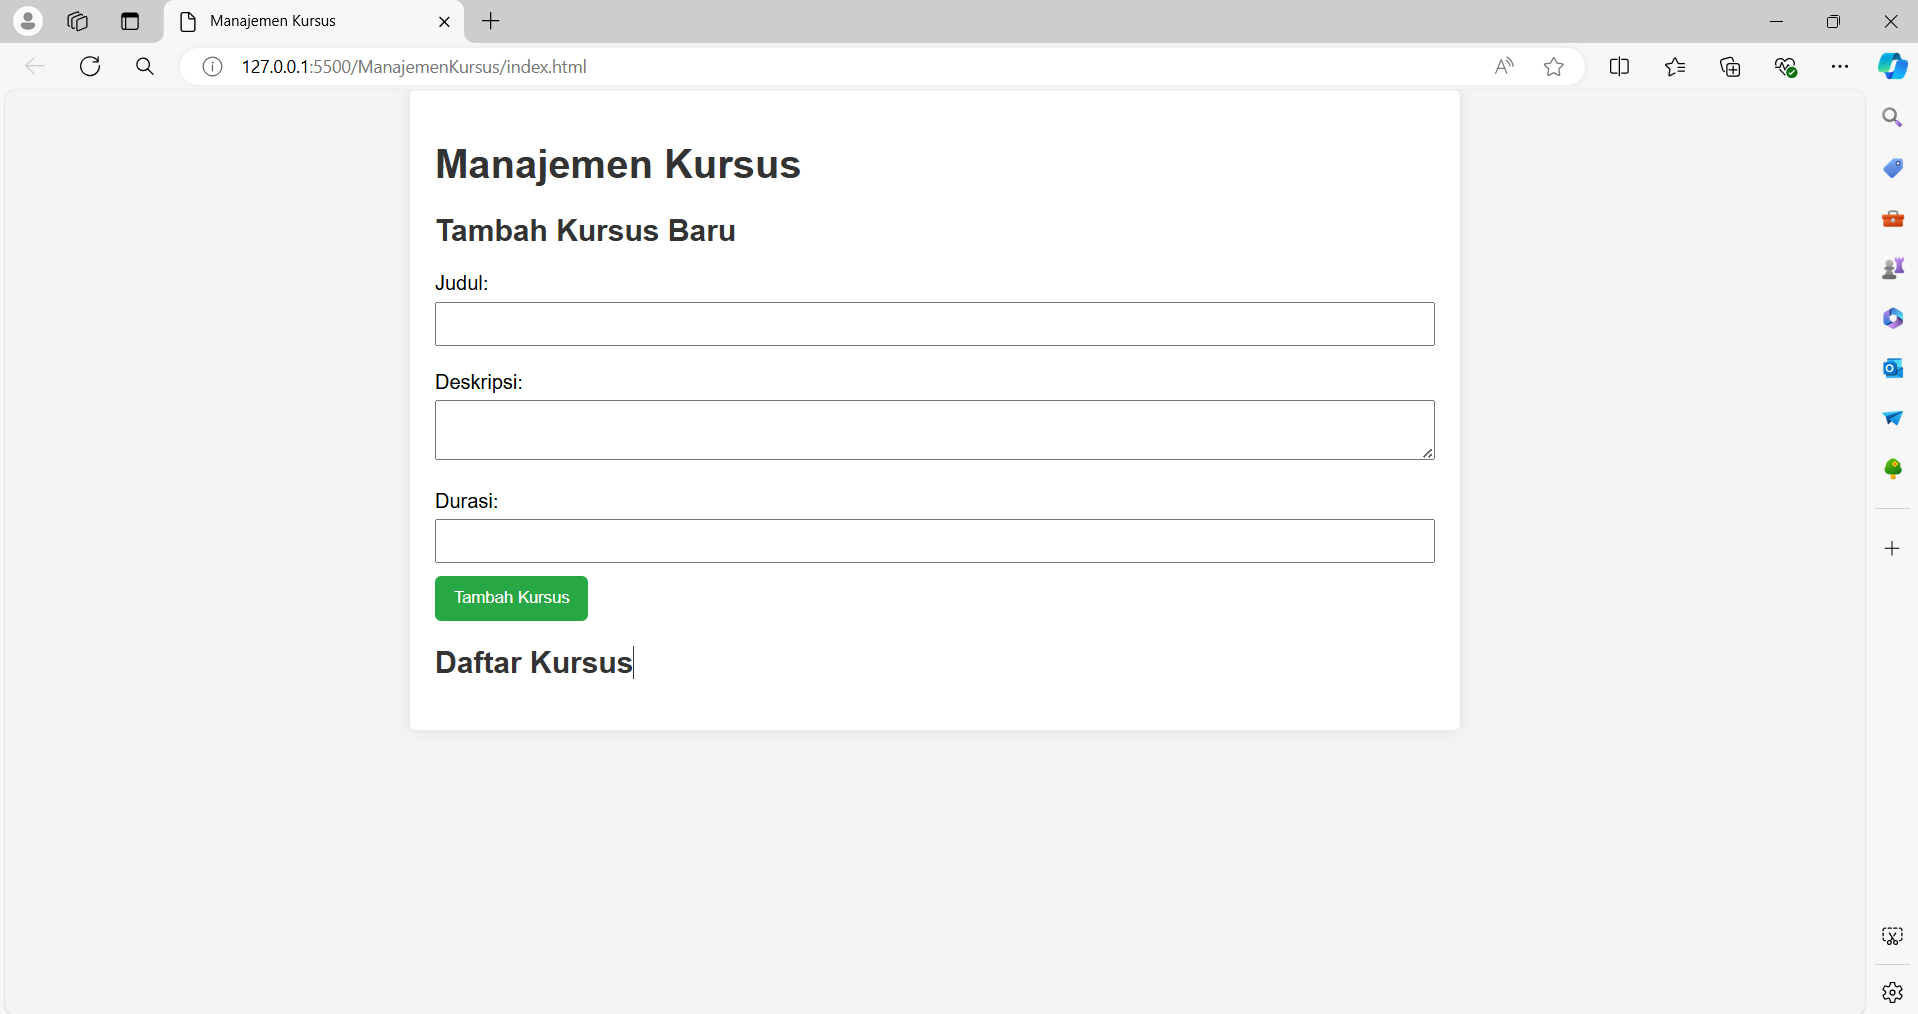 Manajemen Kursus
127.0.0.1:5500/ManajemenKursus/index.html
Manajemen Kursus
Tambah Kursus Baru
Judul:
Deskripsi:
Durasi:
Tambah Kursus
Daftar Kursus